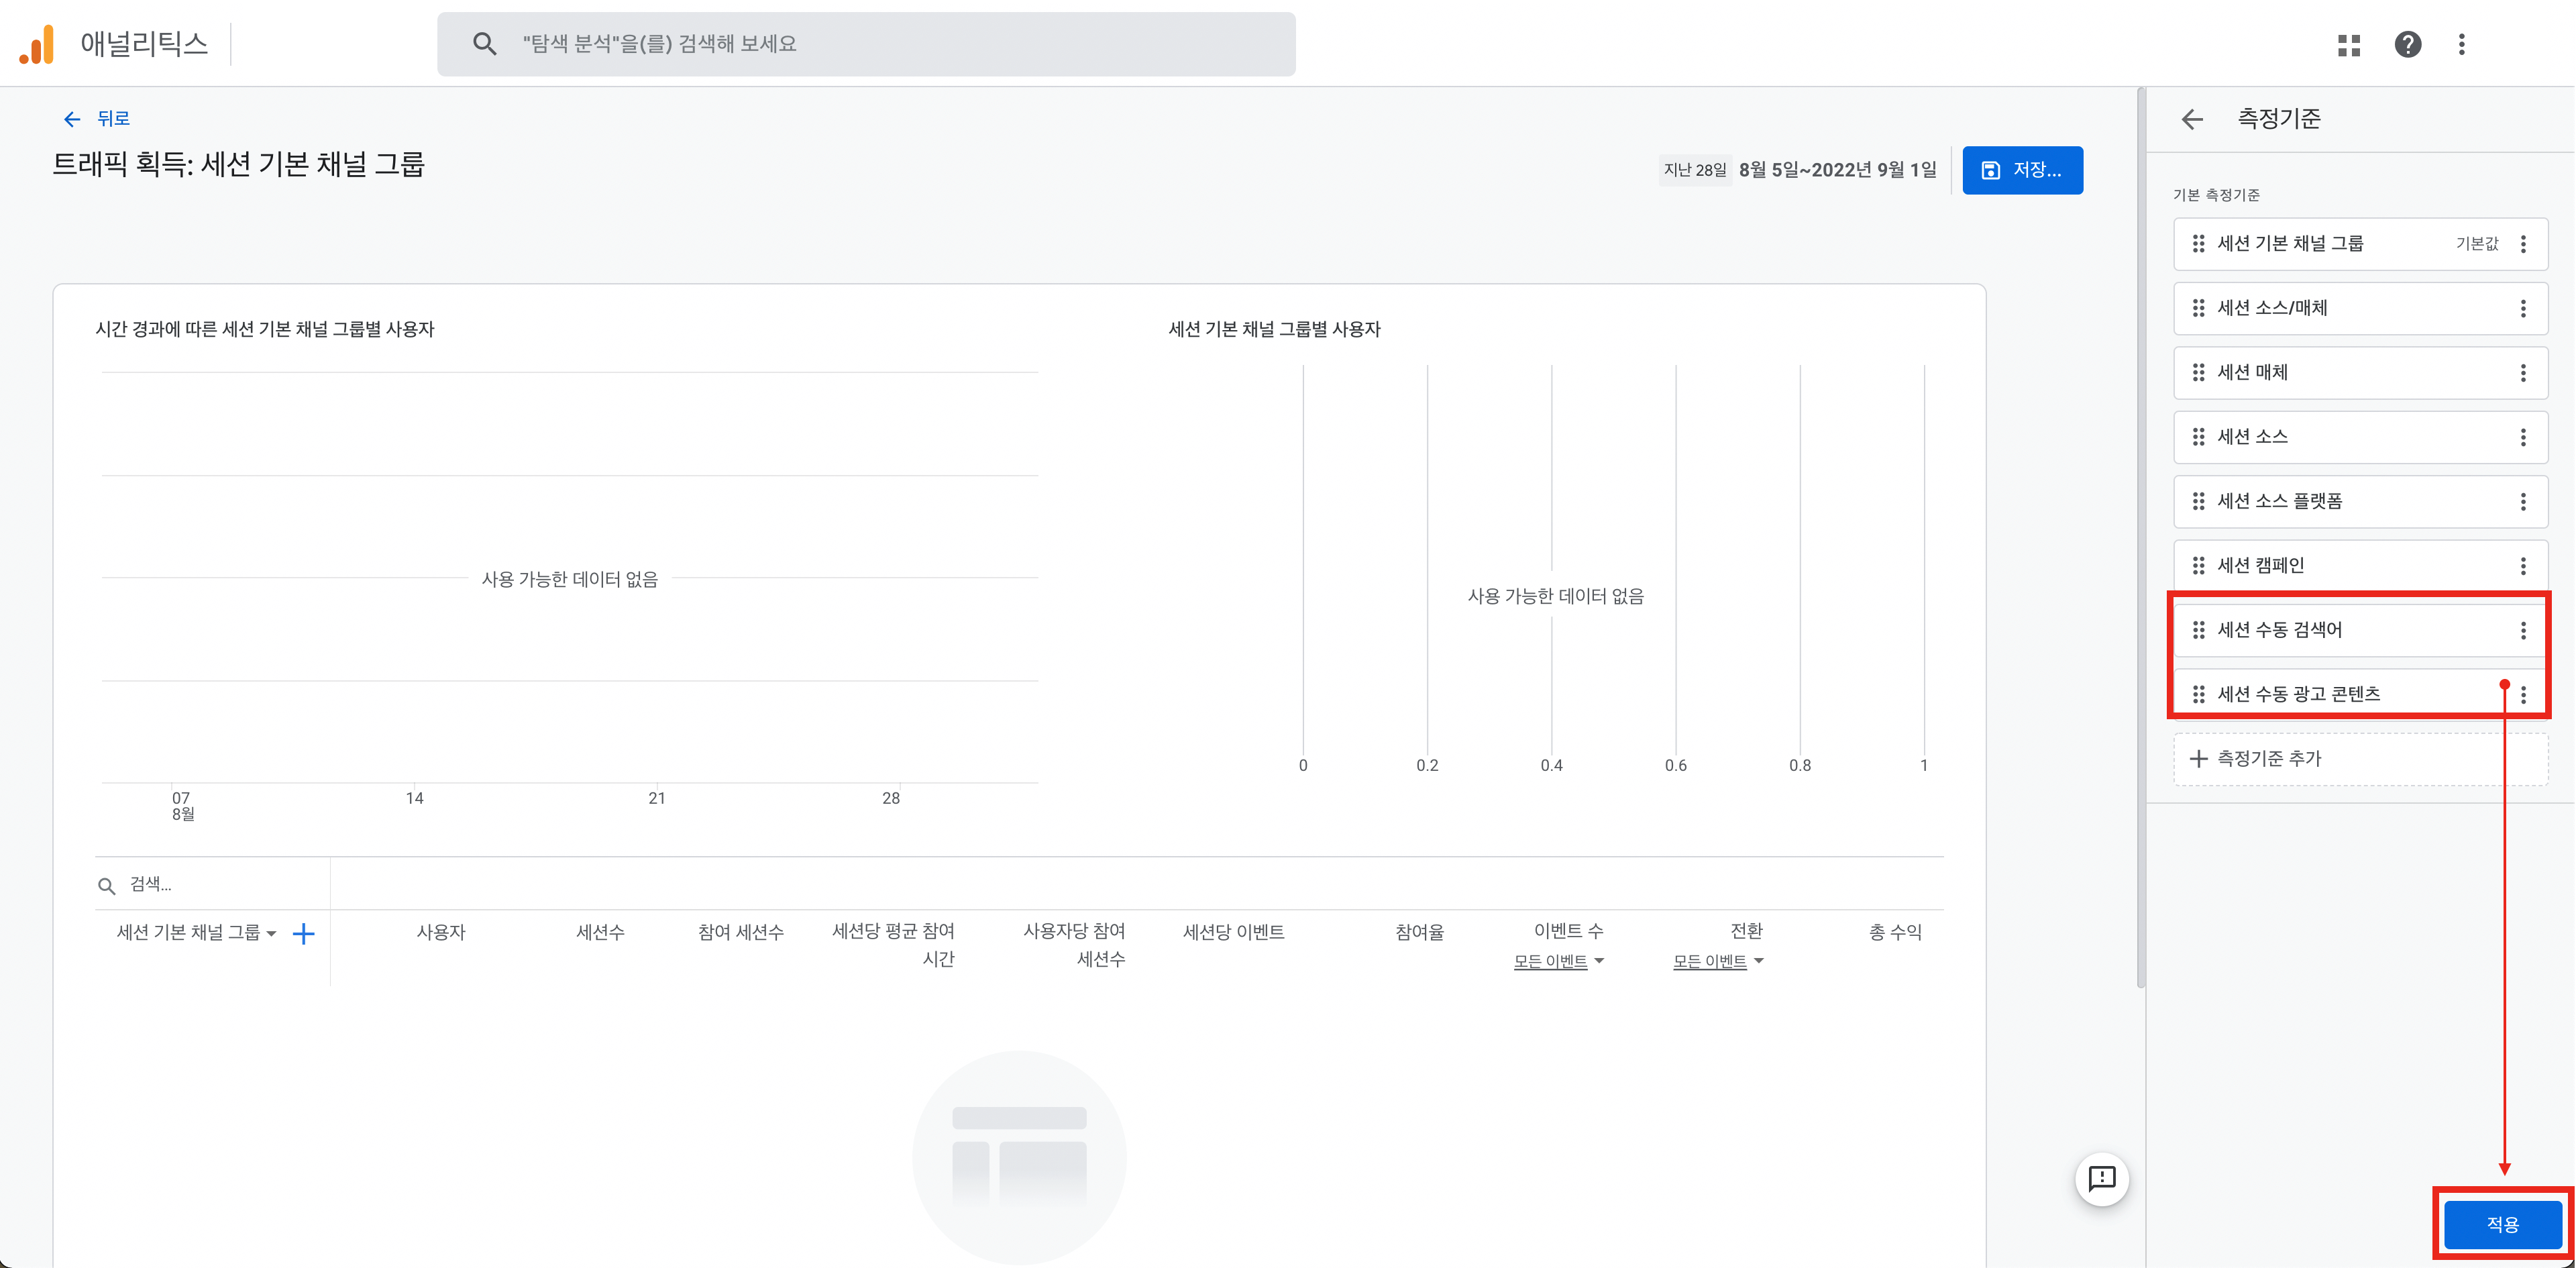 애널리틱스
"탐색 분석"을(를) 검색해 보세요
뒤로
트래픽 획득: 세션 기본 채널 그룹
지난 28일 8월 5일~2022년 9월 1일
저장...
시간 경과에 따른 세션 기본 채널 그룹별 사용자
사용 가능한 데이터 없음
07 14 21 28
8월
세션 기본 채널 그룹별 사용자
사용 가능한 데이터 없음
0 0.2 0.4 0.6 0.8 1
검색...
세션 기본 채널 그룹
사용자
세션수
참여 세션수
세션당 평균 참여
시간
사용자당 참여
세션수
세션당 이벤트
참여율
이벤트 수
모든 이벤트
전환
모든 이벤트
총 수익
측정기준
기본 측정기준
세션 기본 채널 그룹 기본값
세션 소스/매체
세션 매체
세션 소스
세션 소스 플랫폼
세션 캠페인
세션 수동 검색어
세션 수동 광고 콘텐츠
측정기준 추가
적용